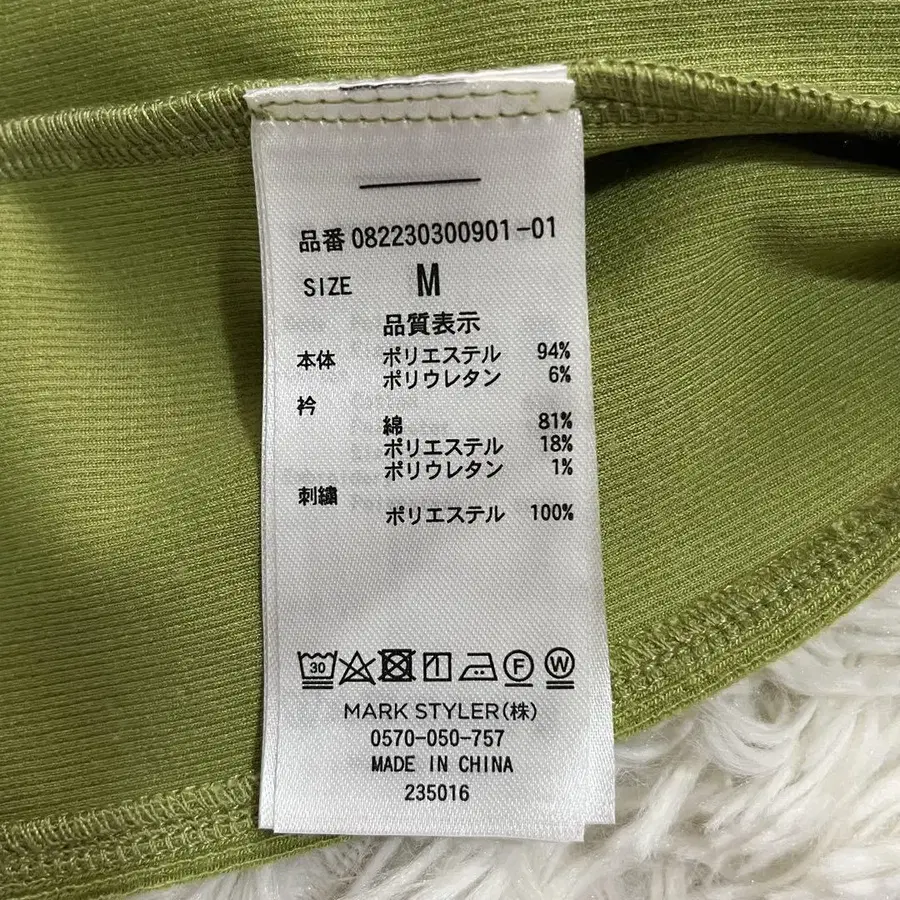 品番 082230300901-01
SIZE M
品質表示
本体 ポリエステル 94%
ポリウレタン 6%
衿
綿 81%
ポリエステル 18%
ポリウレタン 1%
刺繍
ポリエステル 100%
30 F W
MARK STYLER(株)
0570-050-757
MADE IN CHINA
235016